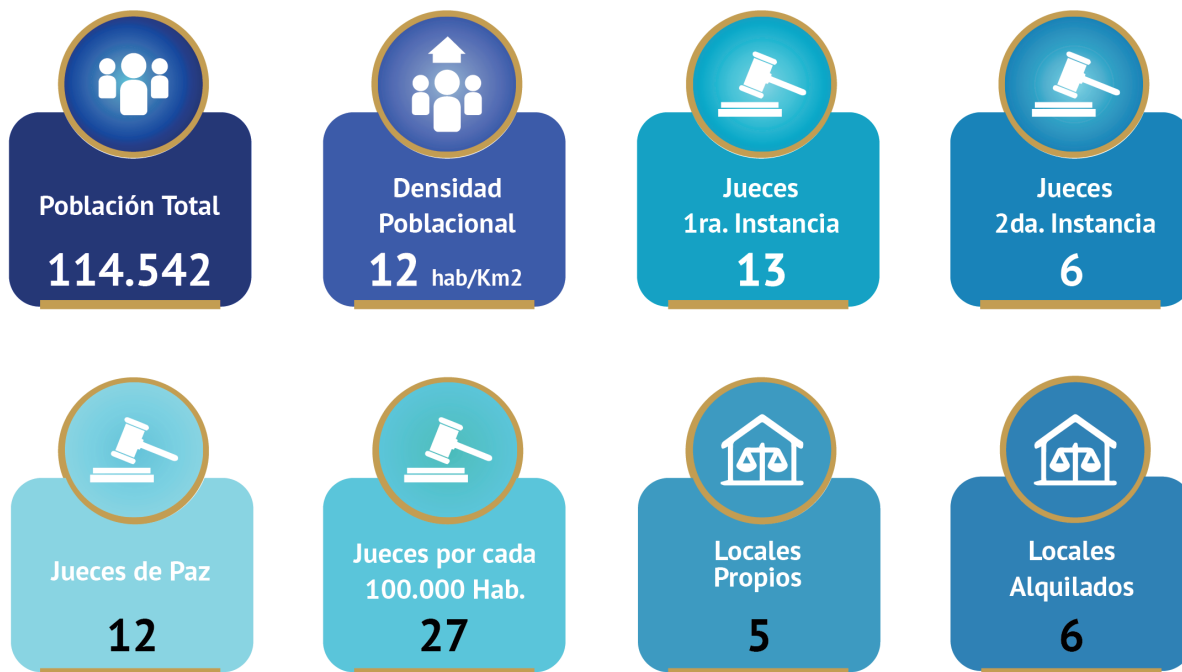 Población Total
114.542
Densidad
Poblacional
12 hab/Km2
Jueces
1ra. Instancia
13
Jueces
2da. Instancia
6
Jueces de Paz
12
Jueces por cada
100.000 Hab.
27
Locales
Propios
5
Locales
Alquilados
6